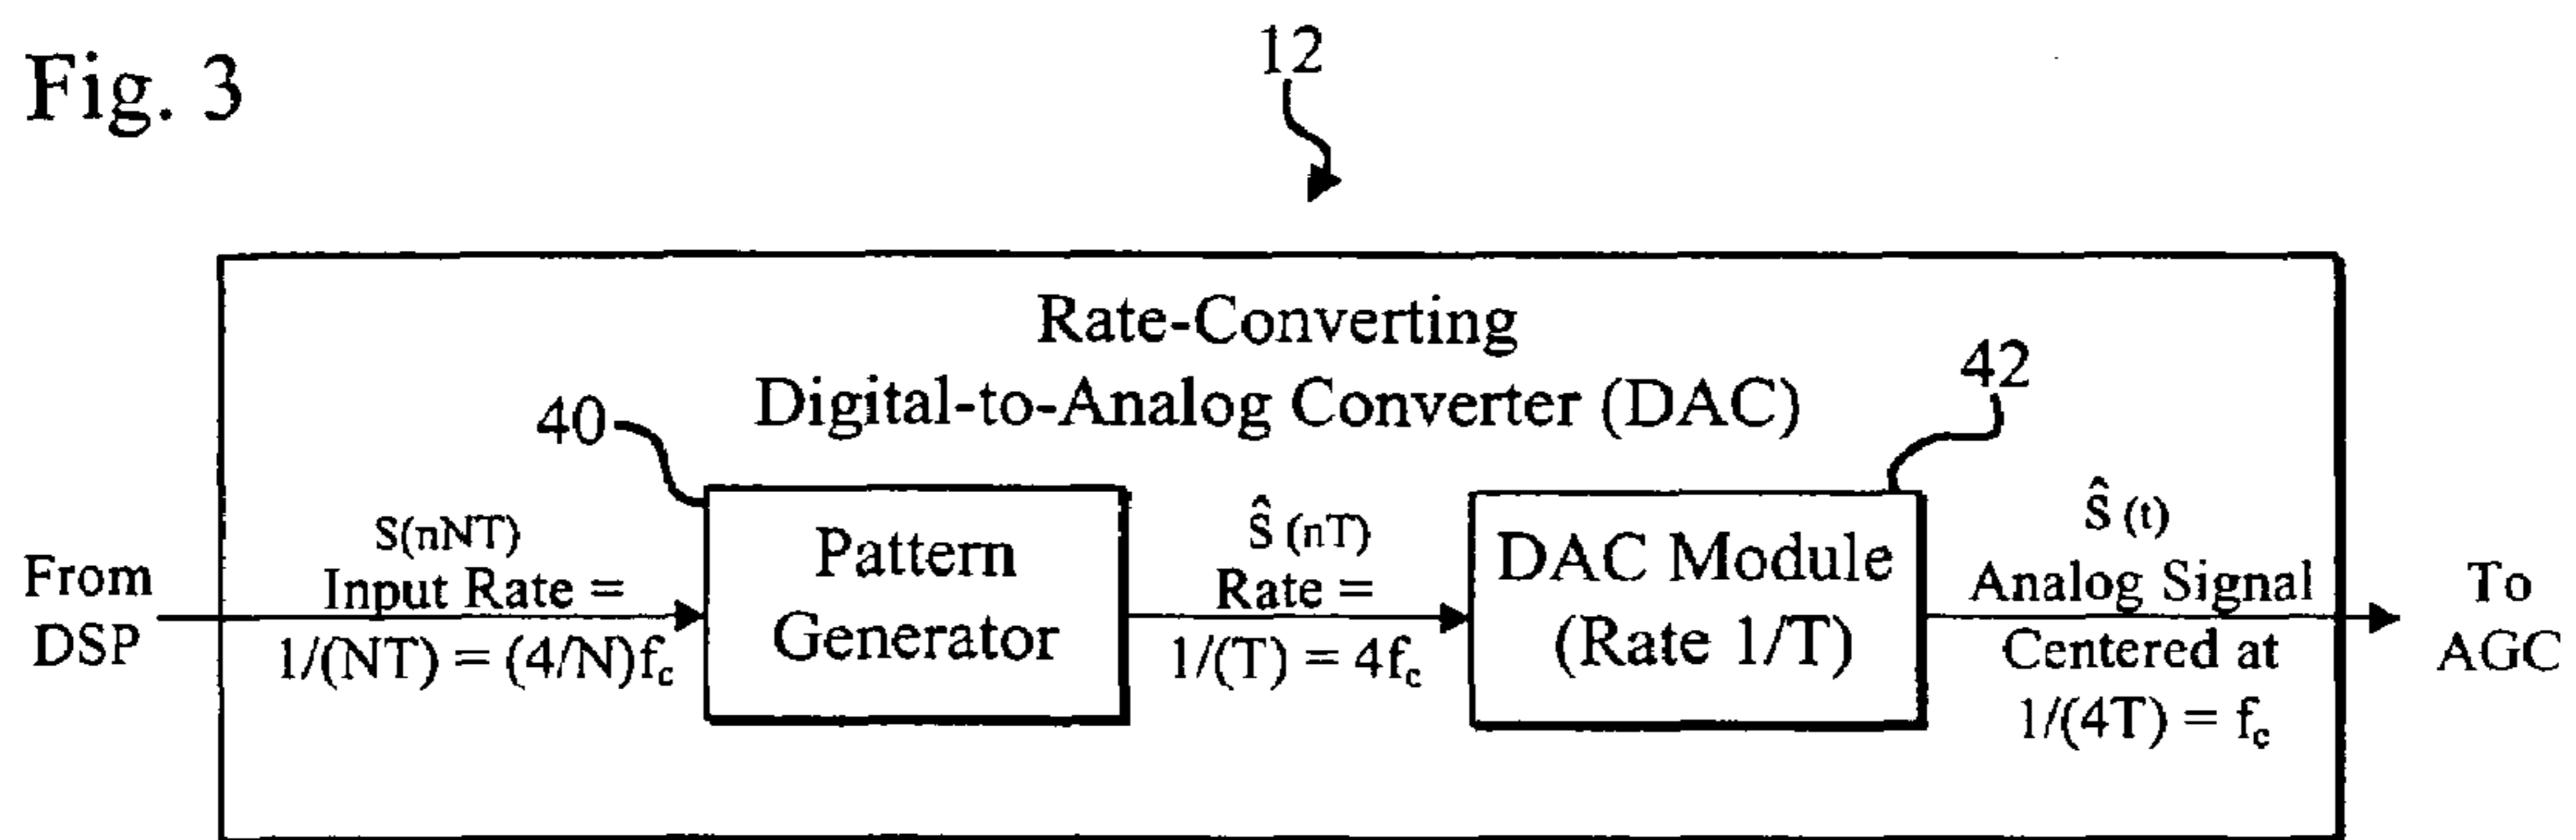 Fig. 3
12
Rate-Converting
Digital-to-Analog Converter (DAC)
40
42
From
DSP
S(nNT)
Input Rate =
1/(NT) = (4/N)f_c
Pattern
Generator
ŝ (nT)
Rate =
1/(T) = 4f_c
DAC Module
(Rate 1/T)
ŝ (t)
Analog Signal
Centered at
1/(4T) = f_c
To
AGC